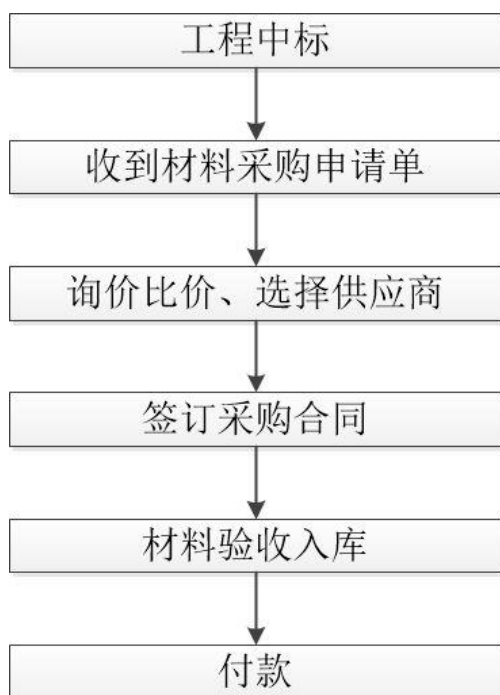 工程中标
收到材料采购申请单
询价比价、选择供应商
签订采购合同
材料验收入库
付款